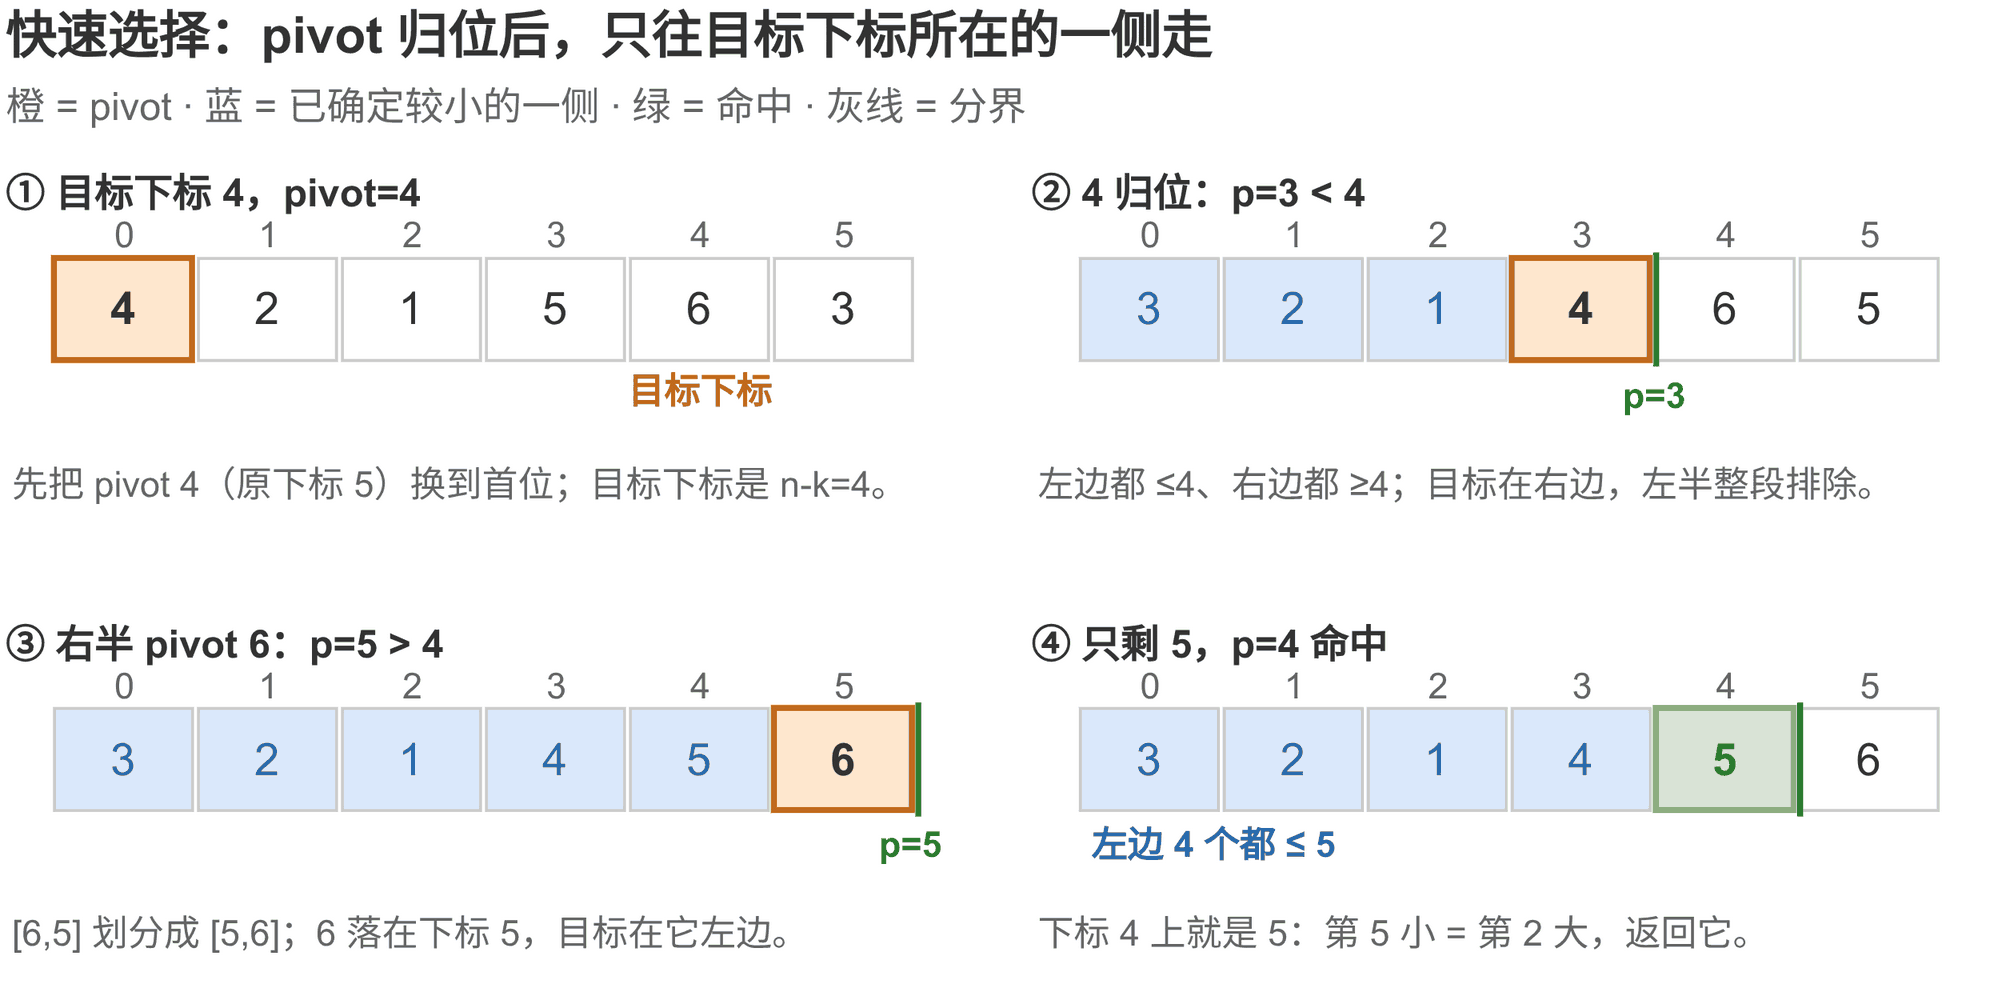 快速选择：pivot 归位后，只往目标下标所在的一侧走
橙 = pivot · 蓝 = 已确定较小的一侧 · 绿 = 命中 · 灰线 = 分界
① 目标下标 4，pivot=4
0 1 2 3 4 5
4 2 1 5 6 3
目标下标
先把 pivot 4（原下标 5）换到首位；目标下标是 n-k=4。
② 4 归位：p=3 < 4
0 1 2 3 4 5
3 2 1 4 6 5
p=3
左边都 ≤4、右边都 ≥4；目标在右边，左半整段排除。
③ 右半 pivot 6：p=5 > 4
0 1 2 3 4 5
3 2 1 4 5 6
p=5
[6,5] 划分成 [5,6]；6 落在下标 5，目标在它左边。
④ 只剩 5，p=4 命中
0 1 2 3 4 5
3 2 1 4 5 6
左边 4 个都 ≤ 5
下标 4 上就是 5：第 5 小 = 第 2 大，返回它。